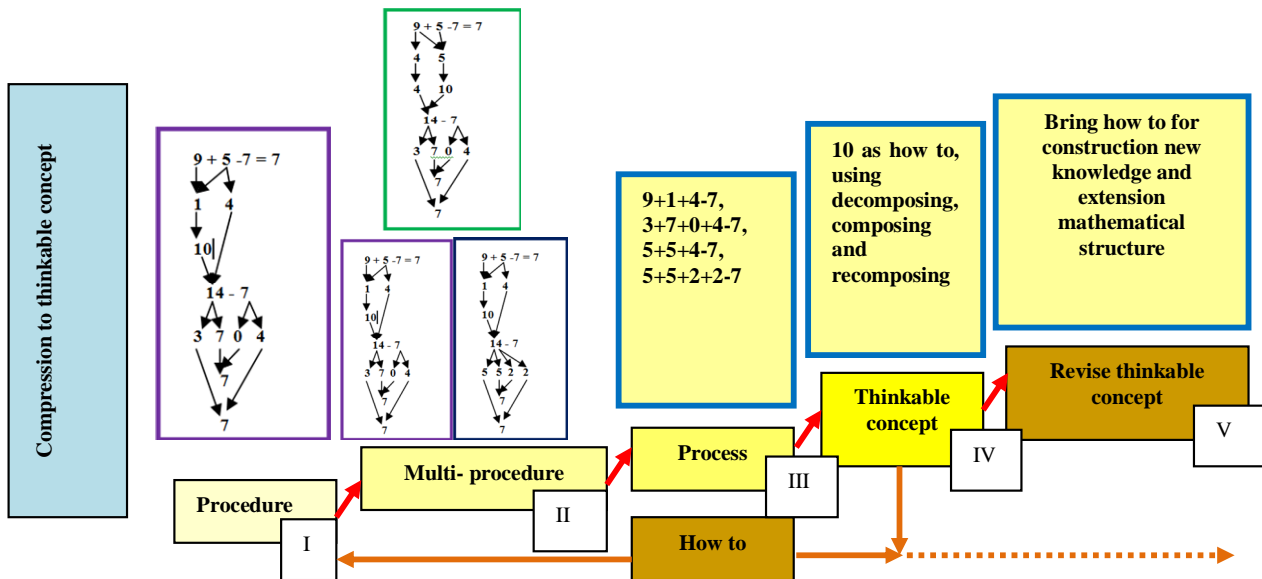 Compression to thinkable concept
9 + 5 -7 = 7
1 4
10
14 - 7
3 7 0 4
7
7
9 + 5 -7 = 7
4 5
4 10
14 - 7
3 7 0 4
7
7
9 + 5 -7 = 7
1 4
10
14 - 7
3 7 0 4
7
7
9 + 5 -7 = 7
1 4
10
14 - 7
5 5 2 2
7
7
9+1+4-7,
3+7+0+4-7,
5+5+4-7,
5+5+2+2-7
10 as how to,
using
decomposing,
composing
and
recomposing
Bring how to for
construction new
knowledge and
extension
mathematical
structure
Procedure
I
Multi- procedure
II
Process
III
Thinkable
concept
IV
Revise thinkable
concept
V
How to